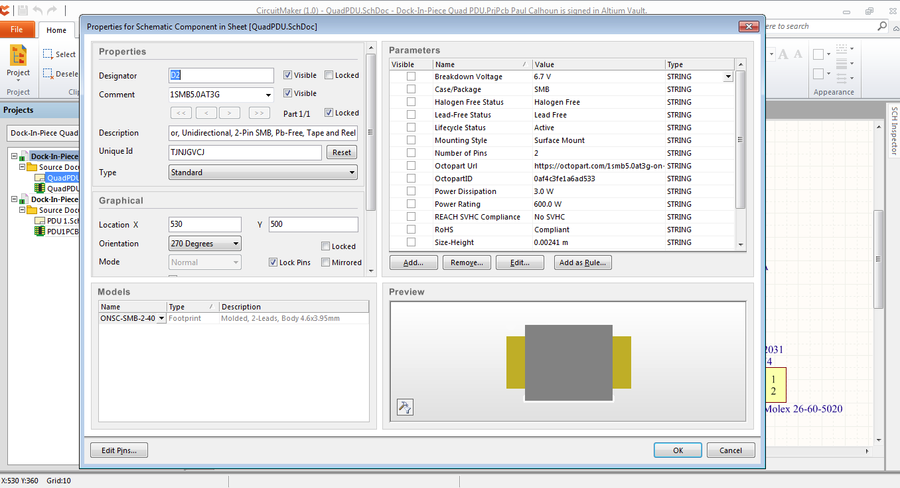 CircuitMaker (1.0) - QuadPDU.SchDoc - Dock-In-Piece Quad PDU.PrjPcb Paul Calhoun is signed in Altium Vault.
File
Home
re to search
Project
Select
Project
Appearance
Projects
Dock-In-Piece Quad
Dock-In-Piece
Source Docu
QuadPDU
QuadPDU
Dock-In-Piece
Source Docu
PDU 1.Sch
PDU1PCB
SCH Inspector
Properties for Schematic Component in Sheet [QuadPDU.SchDoc]
Properties
Designator D2 Visible Locked
Comment 1SMB5.0AT3G Visible
<< < > >> Part 1/1 Locked
Description or, Unidirectional, 2-Pin SMB, Pb-Free, Tape and Reel
Unique Id TJNJGVCJ Reset
Type Standard
Graphical
Location X 530 Y 500
Orientation 270 Degrees Locked
Mode Normal Lock Pins Mirrored
Parameters
Visible Name / Value Type
Breakdown Voltage 6.7 V STRING
Case/Package SMB STRING
Halogen Free Status Halogen Free STRING
Lead-Free Status Lead Free STRING
Lifecycle Status Active STRING
Mounting Style Surface Mount STRING
Number of Pins 2 STRING
Octopart Url https://octopart.com/1smb5.0at3g-on- STRING
OctopartID 0af4c3fe1a6ad533 STRING
Power Dissipation 3.0 W STRING
Power Rating 600.0 W STRING
REACH SVHC Compliance No SVHC STRING
RoHS Compliant STRING
Size-Height 0.00241 m STRING
Add... Remove... Edit... Add as Rule...
Models
Name Type / Description
ONSC-SMB-2-40 Footprint Molded, 2-Leads, Body 4.6x3.95mm
Preview
Edit Pins... OK Cancel
2031
4
1
2
Molex 26-60-5020
X:530 Y:360 Grid:10